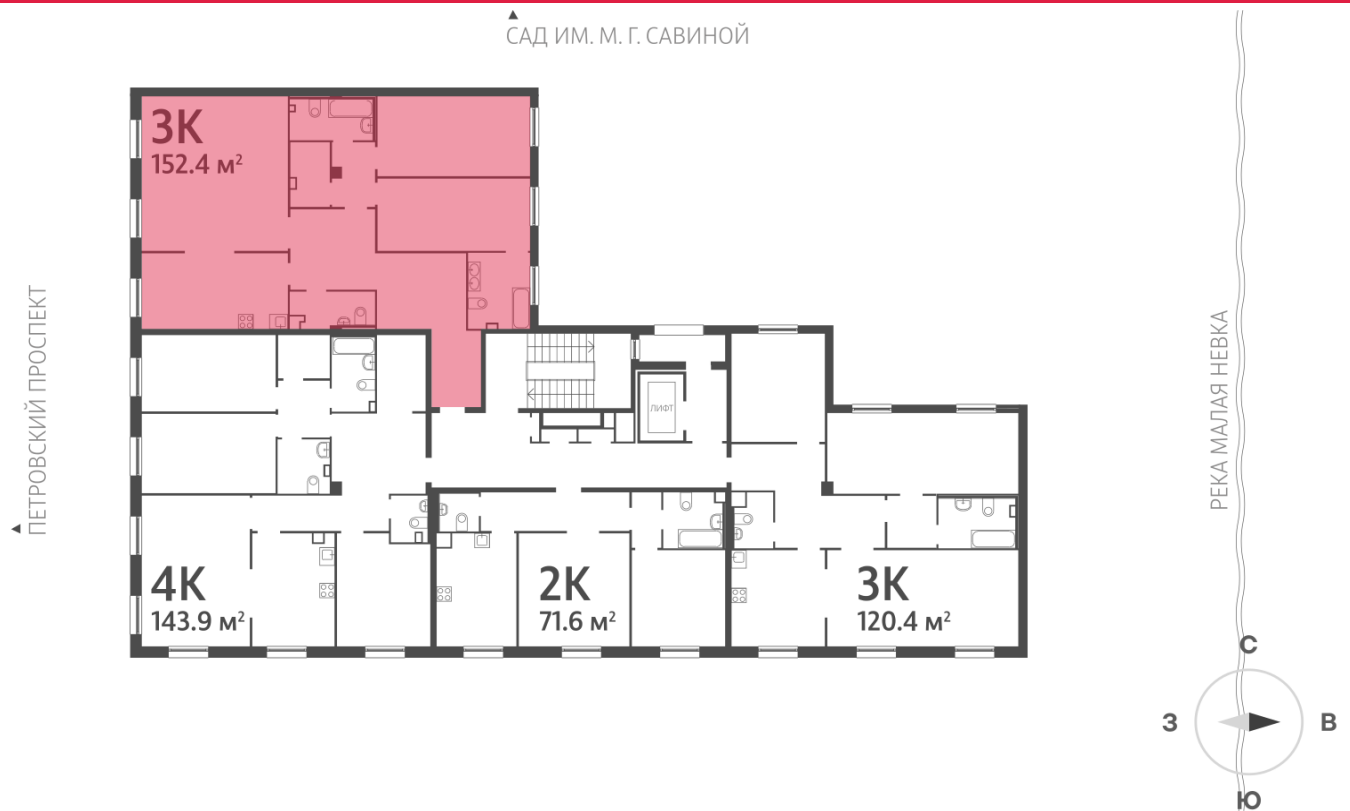 САД ИМ. М. Г. САВИНОЙ
3К
152.4 м²
ПЕТРОВСКИЙ ПРОСПЕКТ
РЕКА МАЛАЯ НЕВКА
ЛИФТ
4К
143.9 м²
2К
71.6 м²
3К
120.4 м²
С
З
В
Ю